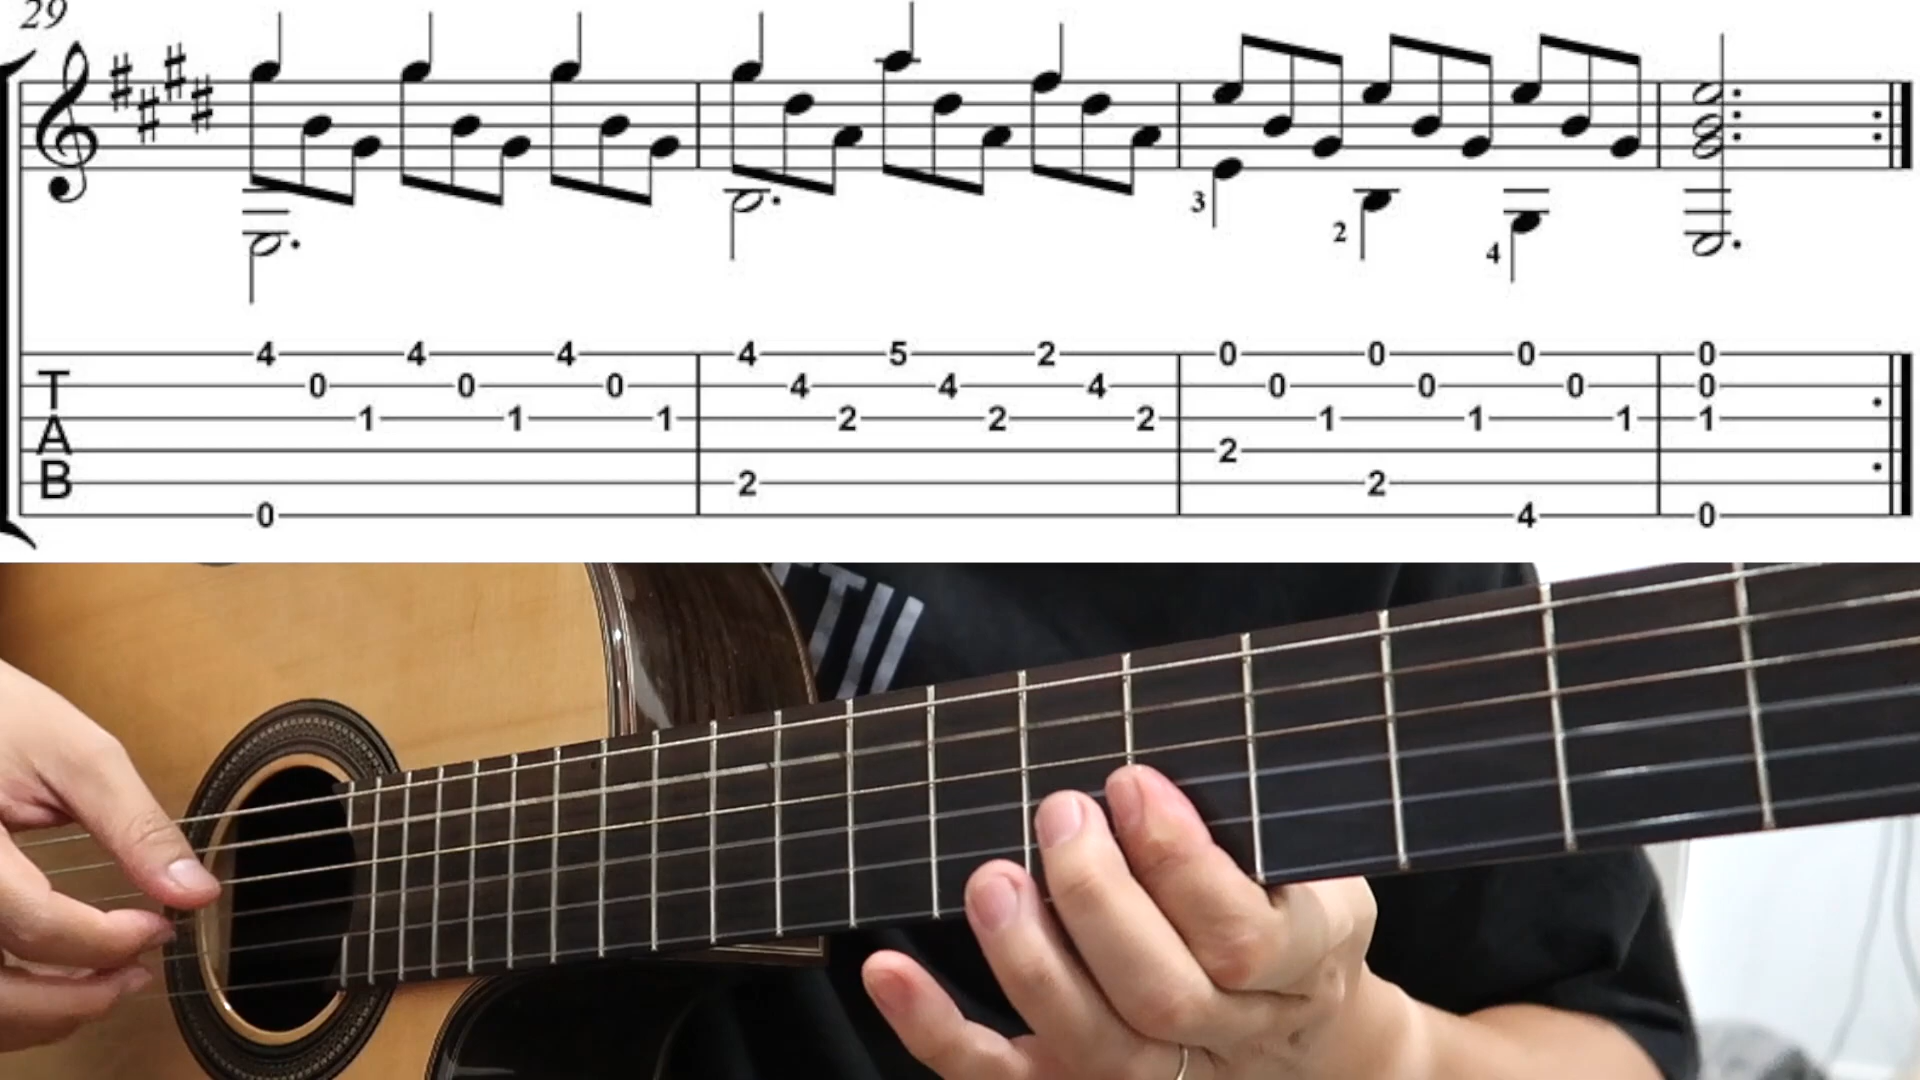 29
3
2
4
4 4 4 4 5 2 0 0 0 0
T 0 0 0 4 4 4 0 0 0 0
1 1 1 2 2 2 1 1 1 1
A 2
B 2 2
0 4 0